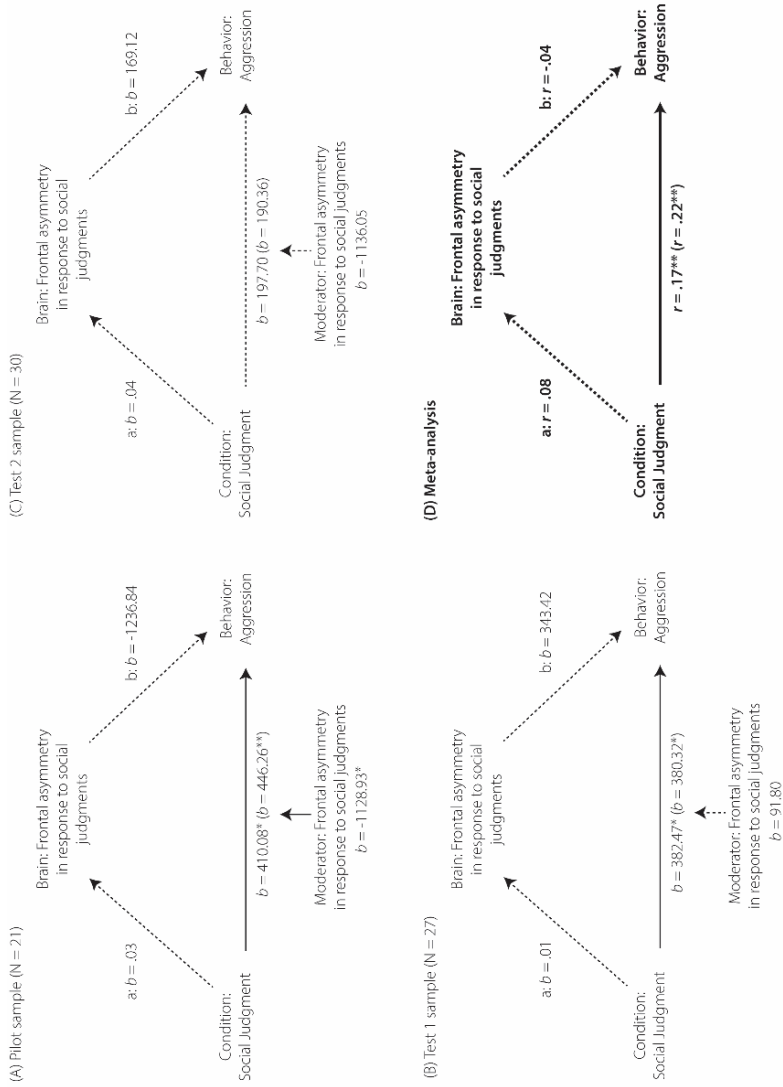 (A) Pilot sample (N = 21)
Brain: Frontal asymmetry
in response to social
judgments
a: b = .03
b: b = -1236.84
Condition:
Social Judgment
b = 410.08* (b = 446.26**)
Behavior:
Aggression
Moderator: Frontal asymmetry
in response to social judgments
b = -1128.93*
(C) Test 2 sample (N = 30)
Brain: Frontal asymmetry
in response to social
judgments
a: b = .04
b: b = 169.12
Condition:
Social Judgment
b = 197.70 (b = 190.36)
Behavior:
Aggression
Moderator: Frontal asymmetry
in response to social judgments
b = -1136.05
(B) Test 1 sample (N = 27)
Brain: Frontal asymmetry
in response to social
judgments
a: b = .01
b: b = 343.42
Condition:
Social Judgment
b = 382.47* (b = 380.32*)
Behavior:
Aggression
Moderator: Frontal asymmetry
in response to social judgments
b = 91.80
(D) Meta-analysis
Brain: Frontal asymmetry
in response to social
judgments
a: r = .08
b: r = -.04
Condition:
Social Judgment
r = .17** (r = .22**)
Behavior:
Aggression